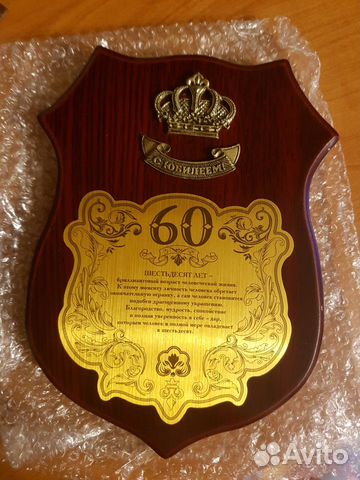 С ЮБИЛЕЕМ!
60
ШЕСТЬДЕСЯТ ЛЕТ –
бриллиантовый возраст человеческой жизни.
К этому моменту личность человека обретает
окончательную огранку, а сам человек становится
подобен драгоценному украшению.
Благородство, мудрость, спокойствие
и полная уверенность в себе – дар,
которым человек в полной мере овладевает
в шестьдесят.
Avito